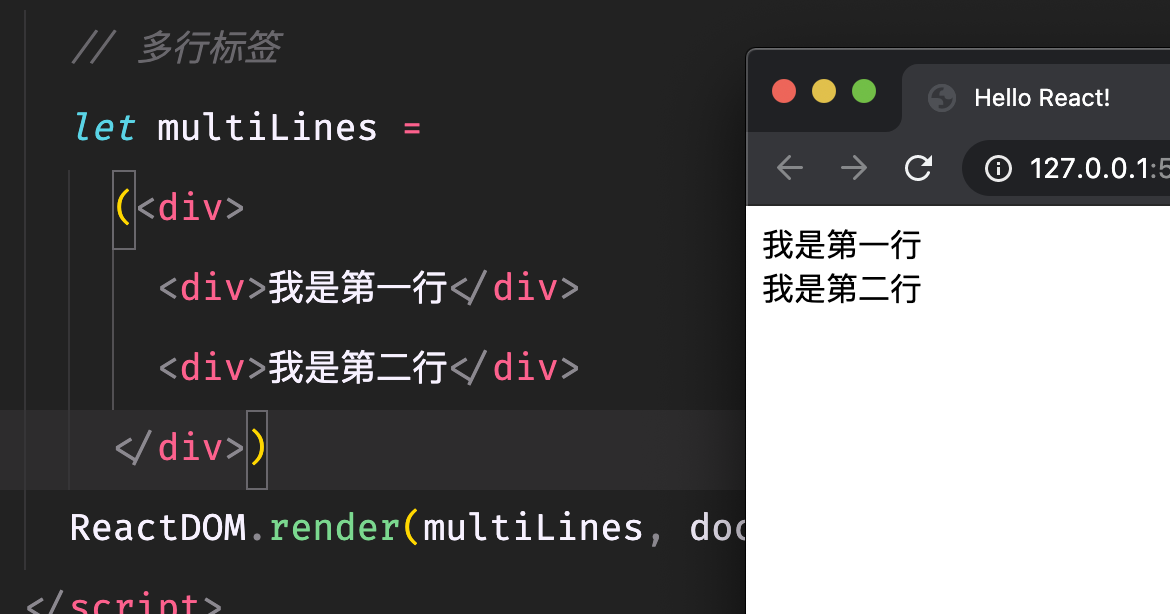 // 多行标签
let multiLines =
(<div>
<div>我是第一行</div>
<div>我是第二行</div>
</div>)
ReactDOM.render(multiLines, doc
</script>
Hello React!
127.0.0.1:5
我是第一行
我是第二行